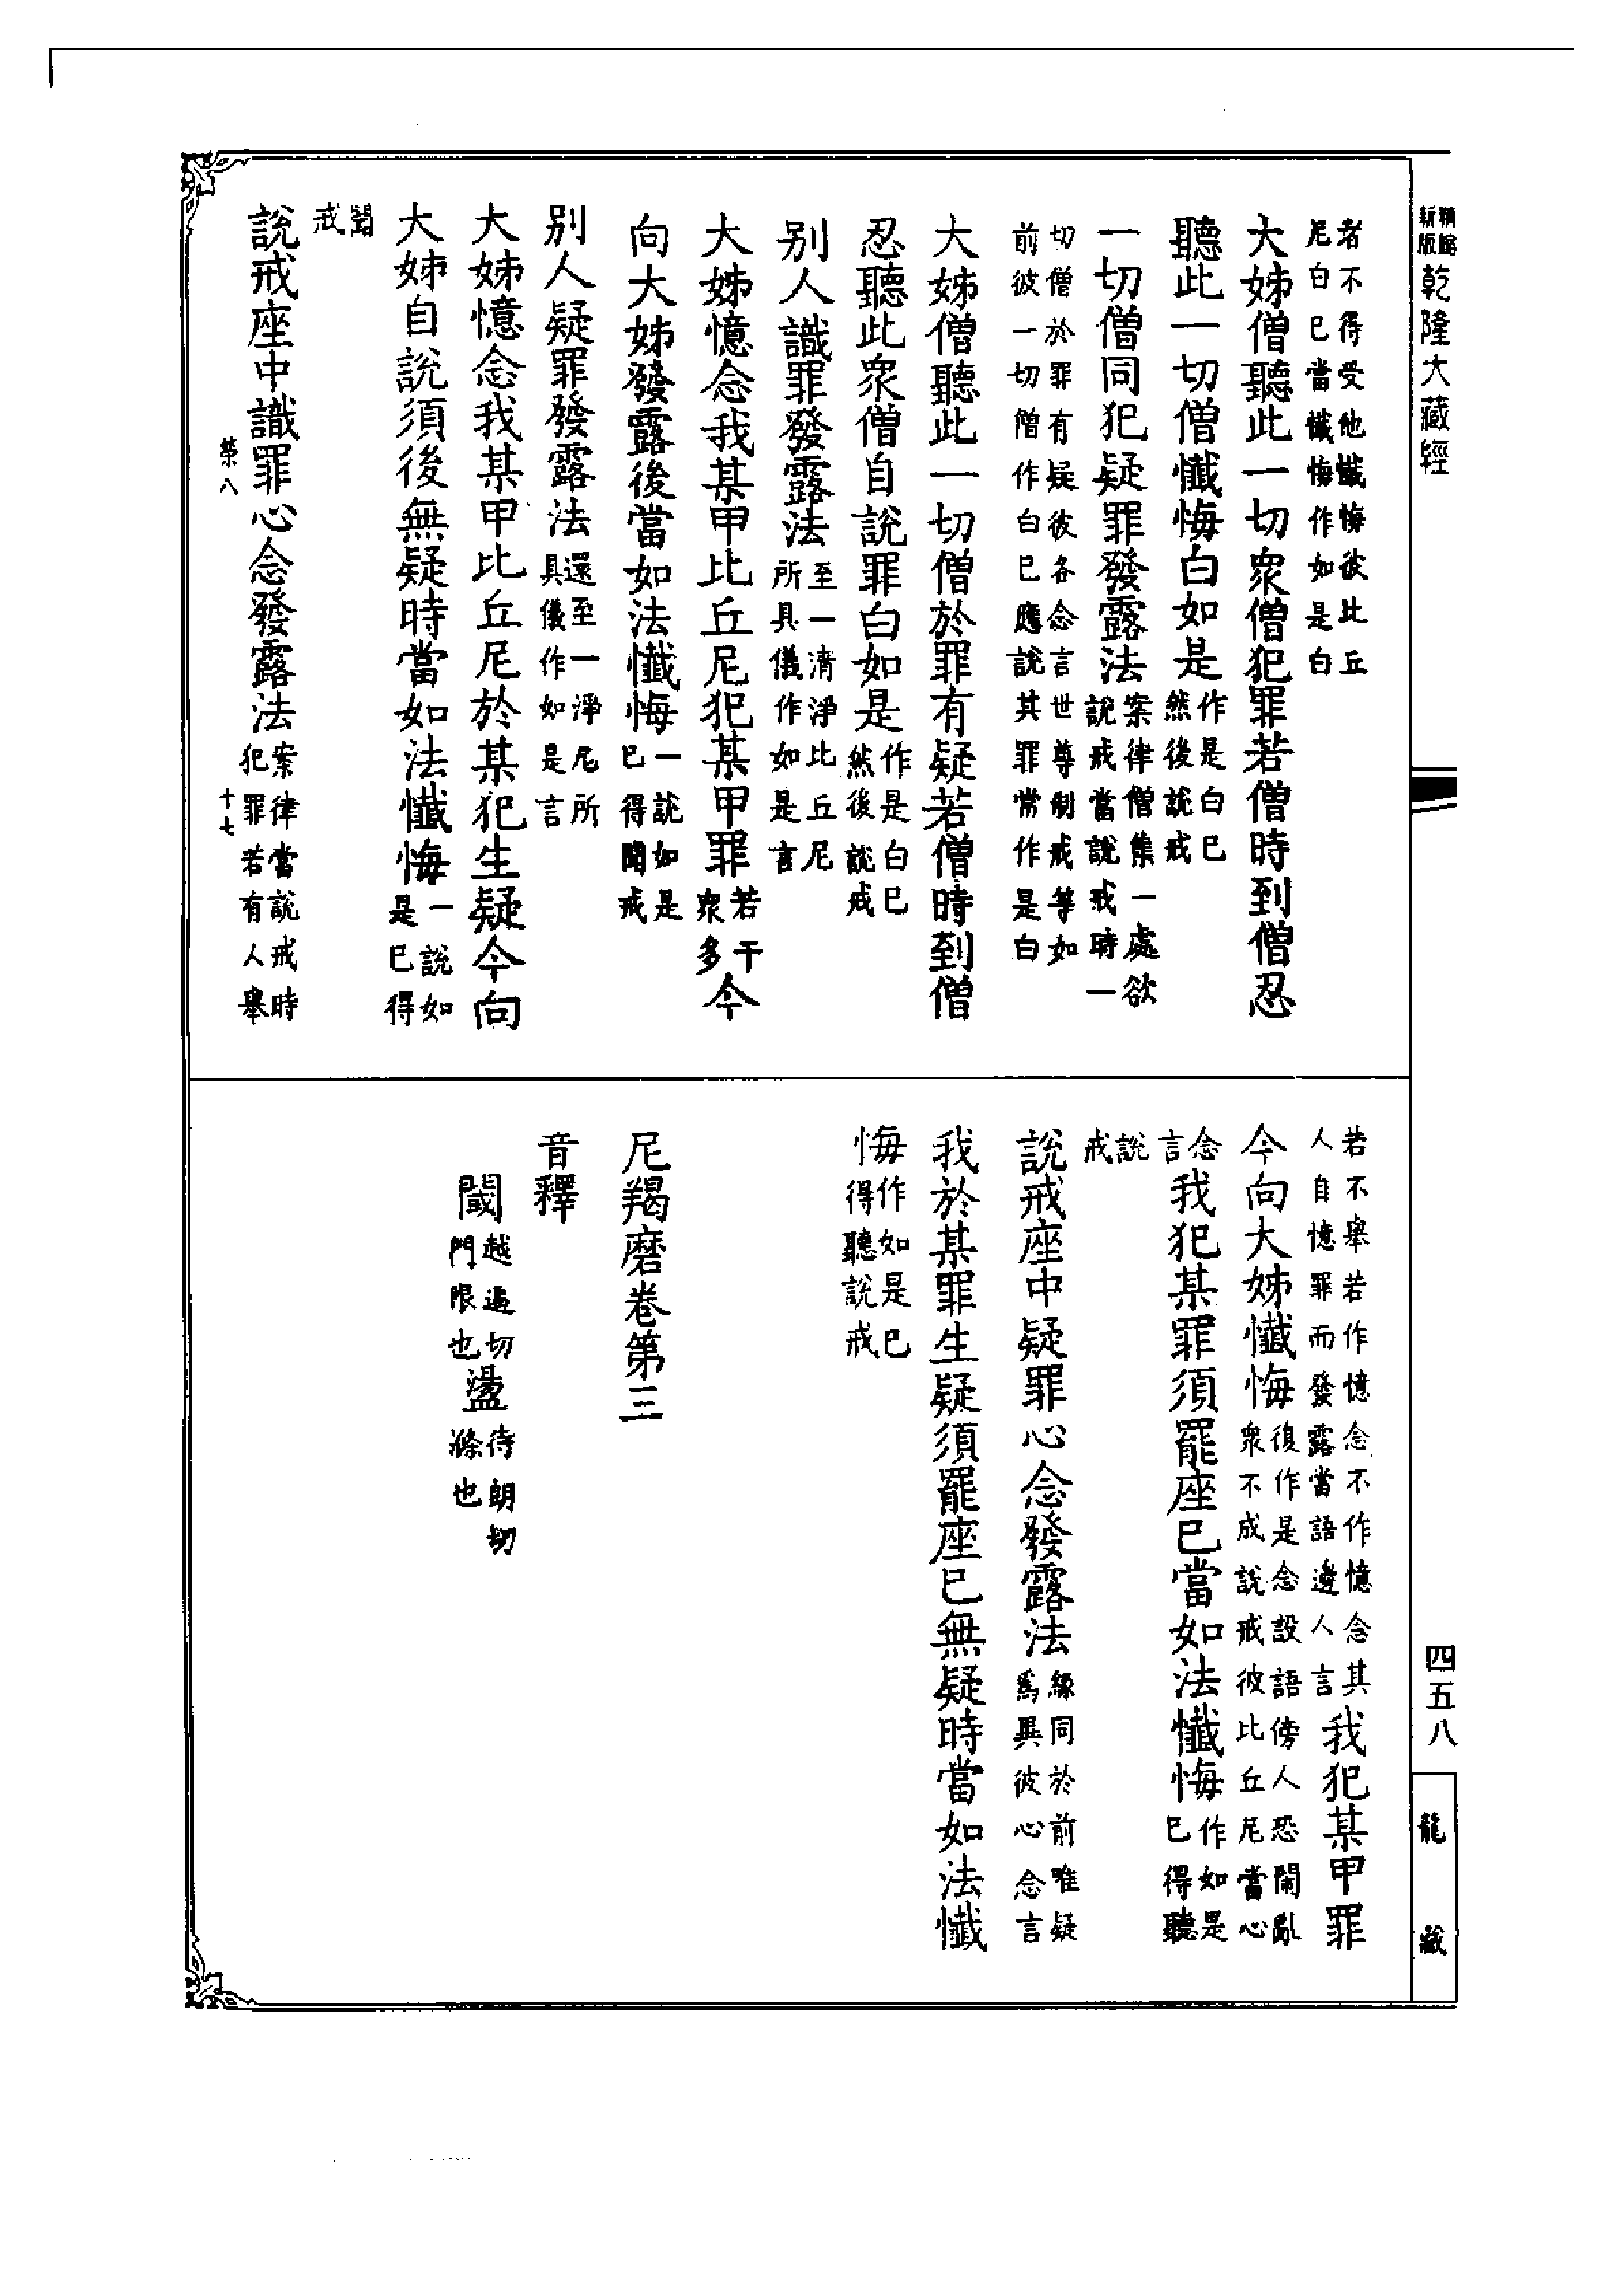 新版
精縮
乾隆大藏經
者不得受他懺悔彼比丘
尼白已當懺悔作如是白
大姊僧聽此一切衆僧犯罪若僧時到僧忍
聽此一切僧懺悔白如是作是白已
然後說戒
一切僧同犯疑罪發露法案律僧集一處欲
說戒當說戒時一
切僧於罪有疑彼各念言世尊制戒等如
前彼一切僧作白已應說其罪常作是白
大姊僧聽此一切僧於罪有疑若僧時到僧
忍聽此衆僧自說罪白如是作是白已
然後說戒
別人識罪發露法至一清淨比丘尼
所具儀作如是言
大姊憶念我某甲比丘尼犯某甲罪若干
衆多今
向大姊發露後當如法懺悔一說如是
已得聞戒
別人疑罪發露法還至一淨尼所
具儀作如是言
大姊憶念我某甲比丘尼於某犯生疑今向
大姊自說須後無疑時當如法懺悔一說如
是已得
聞
戒
說戒座中識罪心念發露法案律當說戒時
犯罪若有人舉
榮八
十七
若不舉若作憶念不作憶念其
人自憶罪而發露當語邊人言我犯某甲罪
今向大姊懺悔復作是念設語傍人恐鬧亂
衆不成說戒彼比丘尼當心
念
言我犯某罪須罷座已當如法懺悔作如是
已得聽
說
戒
說戒座中疑罪心念發露法緣同於前唯疑
爲異彼心念言
我於某罪生疑須罷座已無疑時當如法懺
悔作如是已
得聽說戒
尼羯磨卷第三
音釋
閾越逼切
門限也盪待朗切
滌也
四五八
龍藏